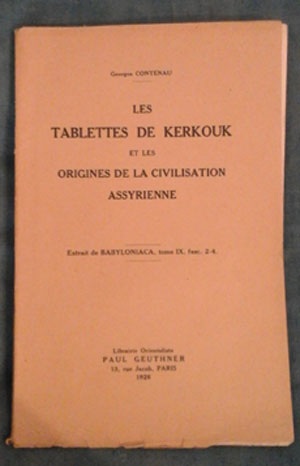 Georges CONTENAU
LES
TABLETTES DE KERKOUK
ET LES
ORIGINES DE LA CIVILISATION
ASSYRIENNE
Extrait de BABYLONIACA, tome IX, fasc. 2-4.
Librairie Orientaliste
PAUL GEUTHNER
13, rue Jacob, PARIS
1926